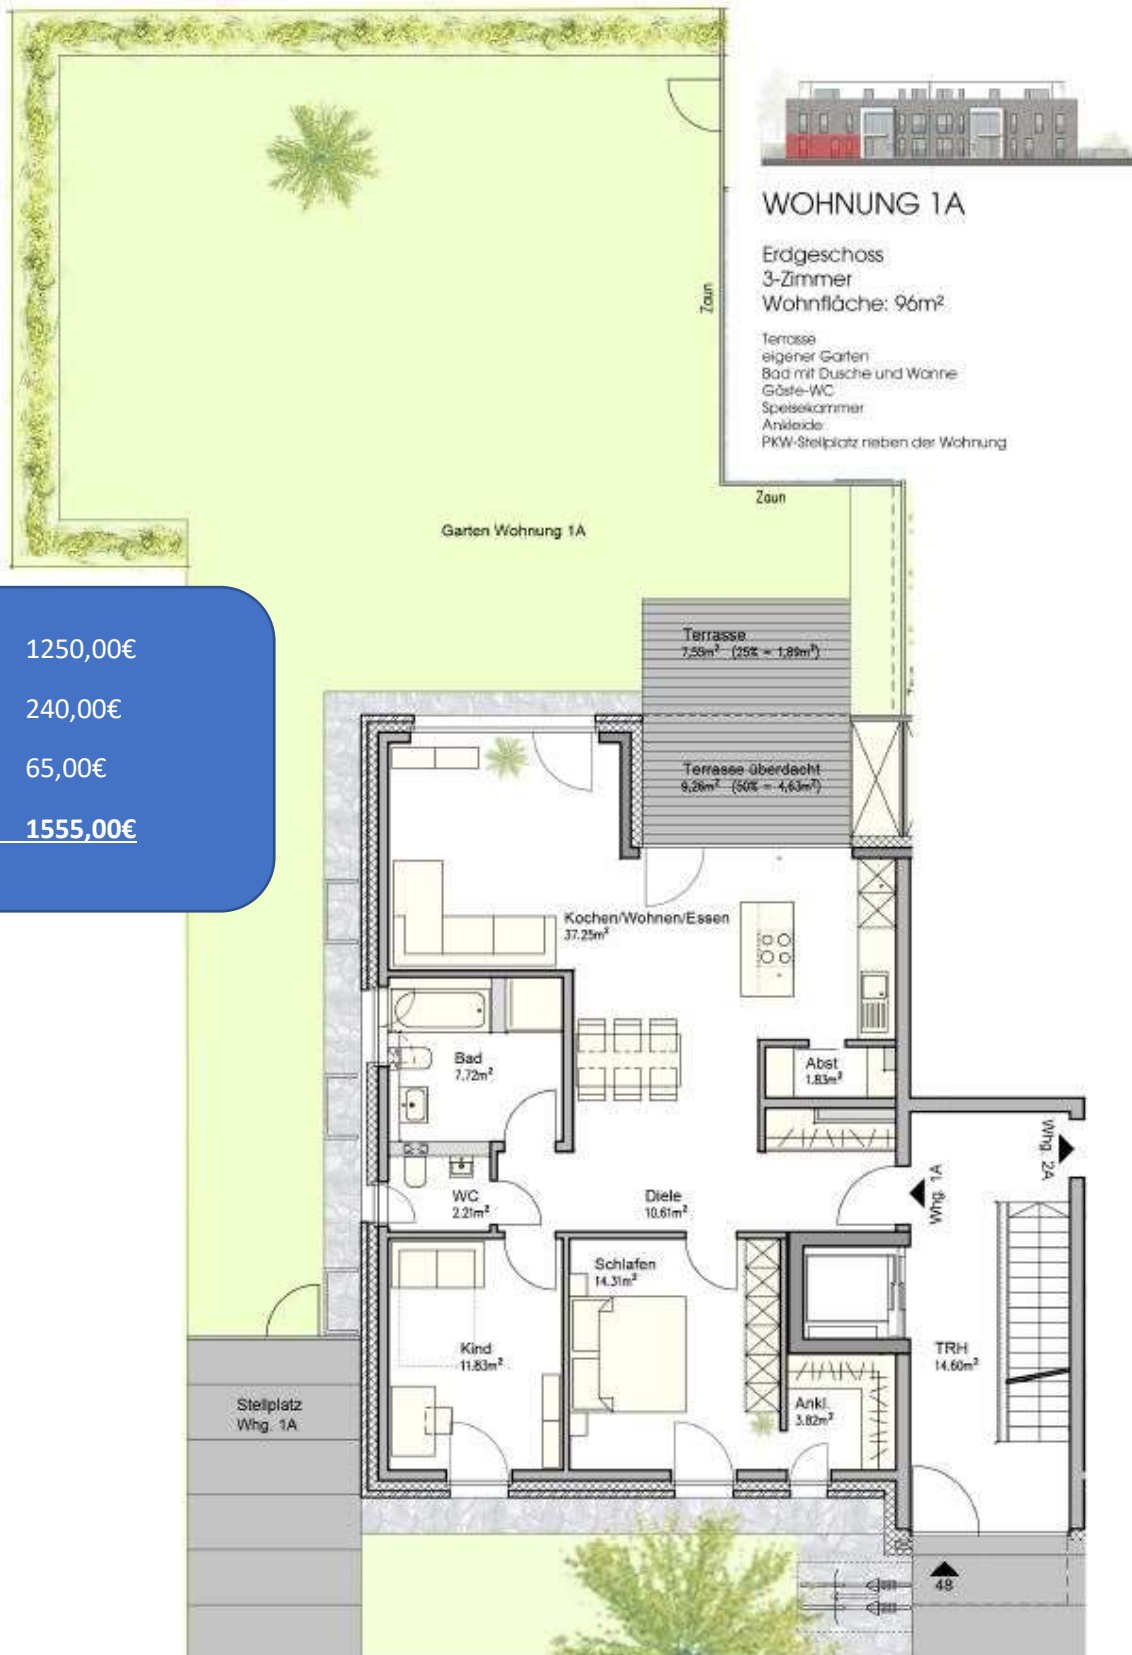 WOHNUNG 1A
Erdgeschoss
3-Zimmer
Wohnfläche: 96m²
Terrasse
eigener Garten
Bad mit Dusche und Wanne
Gäste-WC
Speisekammer
Ankleide
PKW-Stellplatz neben der Wohnung
Zaun
Zaun
Garten Wohnung 1A
1250,00€
240,00€
65,00€
1555,00€
Terrasse
7,55m² (25% = 1,89m²)
Terrasse überdacht
9,26m² (50% = 4,63m²)
Kochen/Wohnen/Essen
37.25m²
Bad
7.72m²
Abst
1.83m²
Whg. 2A
Whg. 1A
WC
2.21m²
Diele
10.61m²
Schlafen
14.31m²
Kind
11.83m²
TRH
14.60m²
Ankl.
3.82m²
Stellplatz
Whg. 1A
48